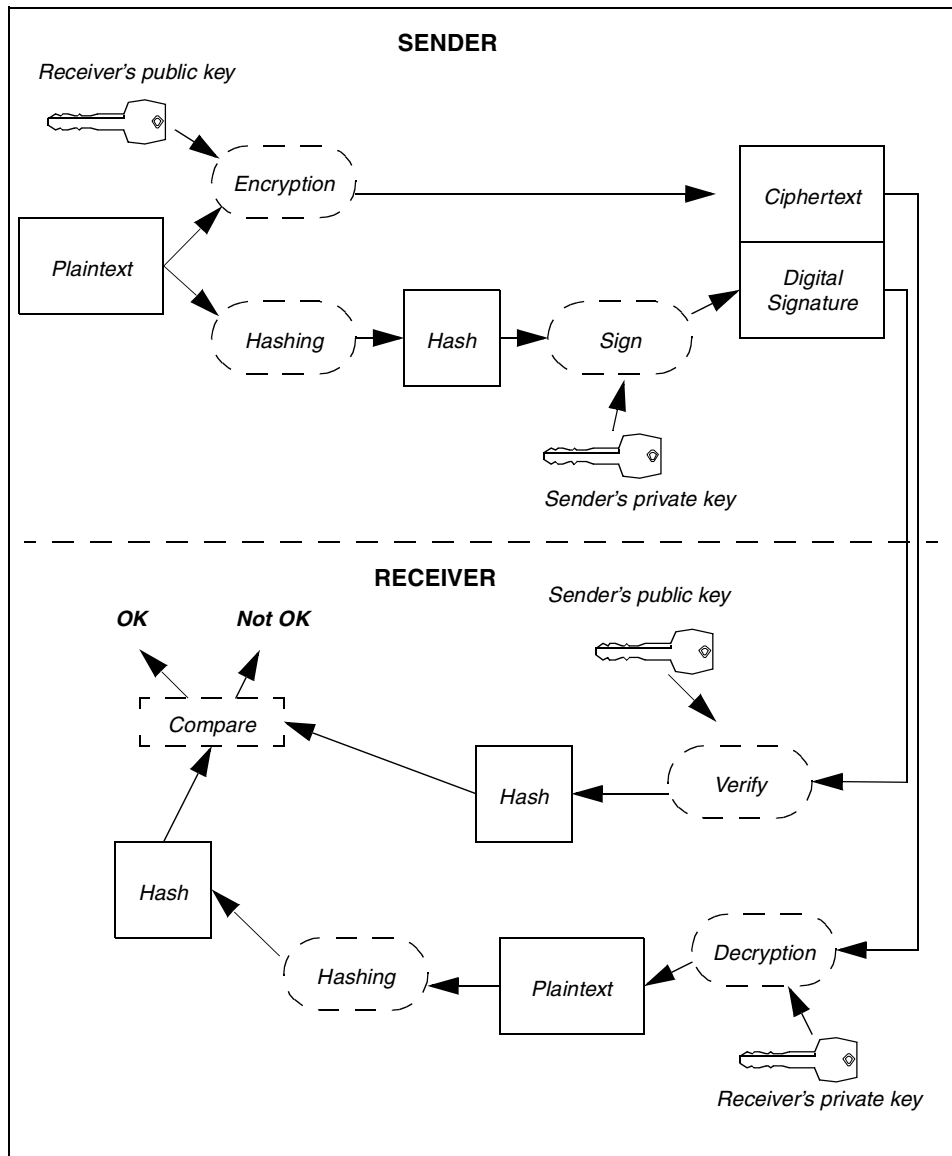 SENDER
Receiver's public key
Encryption
Ciphertext
Plaintext
Digital
Signature
Hashing
Hash
Sign
Sender's private key
RECEIVER
Sender's public key
OK
Not OK
Compare
Hash
Verify
Hash
Decryption
Hashing
Plaintext
Receiver's private key